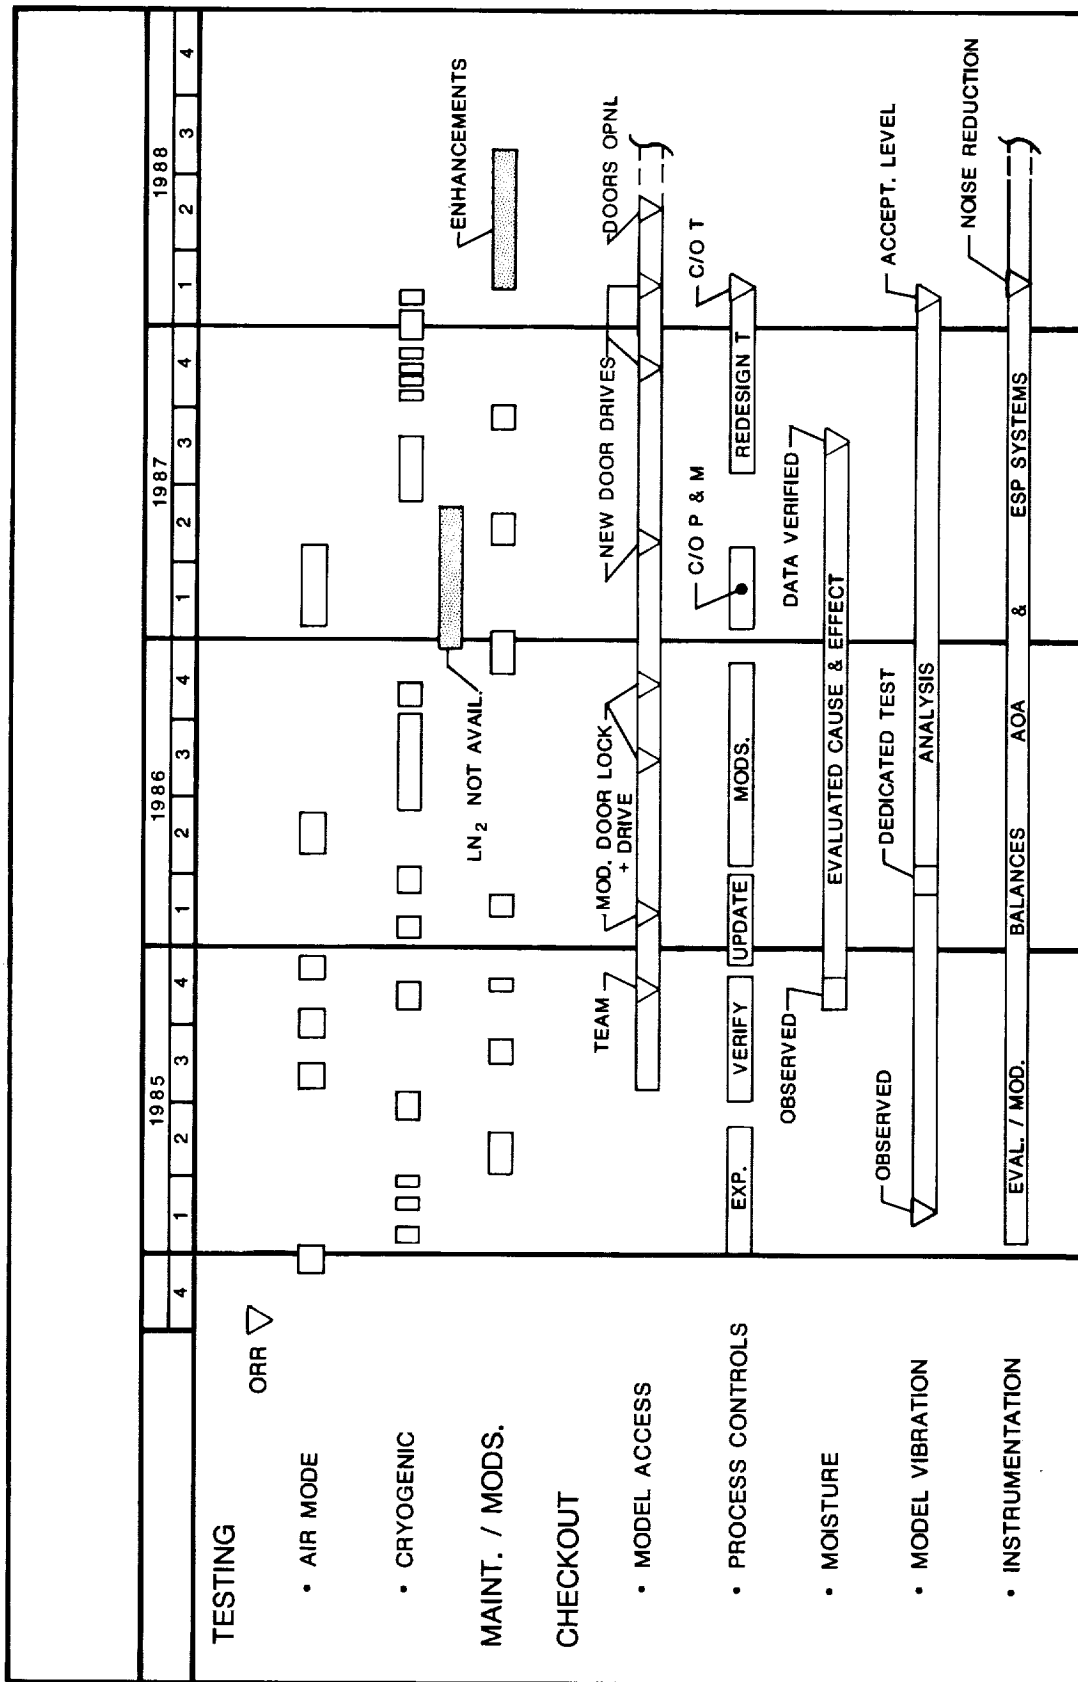 1985 1986 1987 1988
4 1 2 3 4 1 2 3 4 1 2 3 4 1 2 3 4
TESTING
ORR
• AIR MODE
• CRYOGENIC
LN₂ NOT AVAIL.
ENHANCEMENTS
MAINT. / MODS.
CHECKOUT
TEAM
MOD. DOOR LOCK
+ DRIVE
NEW DOOR DRIVES
DOORS OPNL
• MODEL ACCESS
C/O P & M
C/O T
• PROCESS CONTROLS
EXP. VERIFY UPDATE MODS. REDESIGN T
OBSERVED
DATA VERIFIED
• MOISTURE
EVALUATED CAUSE & EFFECT
OBSERVED
DEDICATED TEST
ACCEPT. LEVEL
• MODEL VIBRATION
ANALYSIS
NOISE REDUCTION
• INSTRUMENTATION
EVAL. / MOD. BALANCES AOA & ESP SYSTEMS